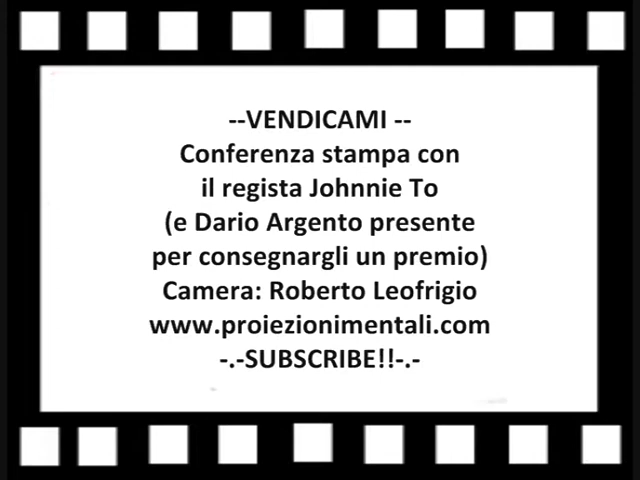 --VENDICAMI --
Conferenza stampa con
il regista Johnnie To
(e Dario Argento presente
per consegnargli un premio)
Camera: Roberto Leofrigio
www.proiezionimentali.com
-.-SUBSCRIBE!!-.-